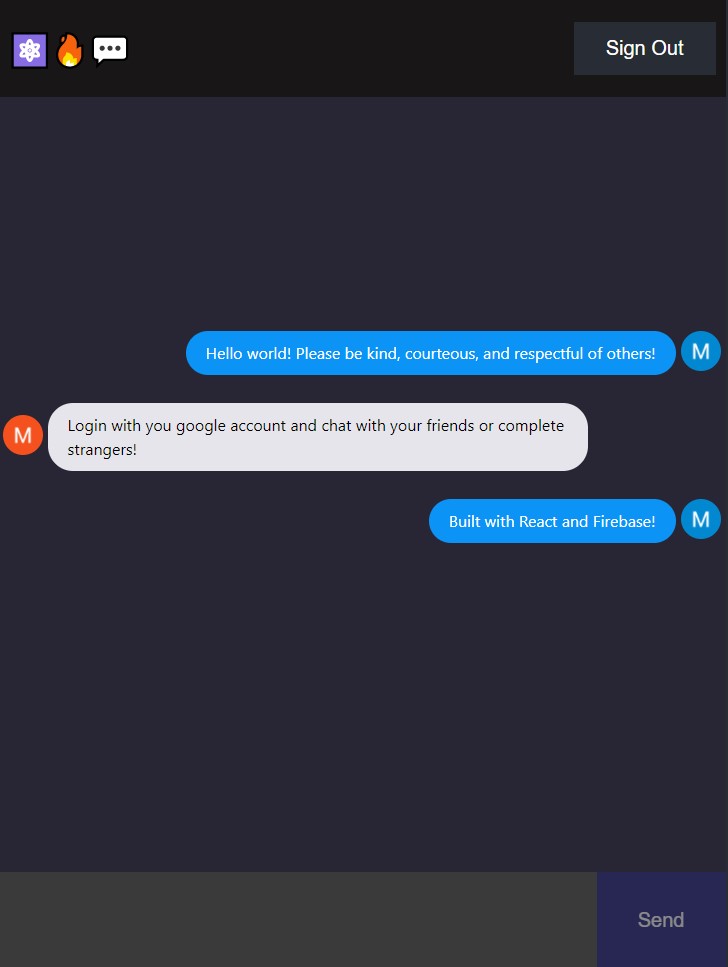 Sign Out
Hello world! Please be kind, courteous, and respectful of others!
M
M
Login with you google account and chat with your friends or complete
strangers!
Built with React and Firebase!
M
Send